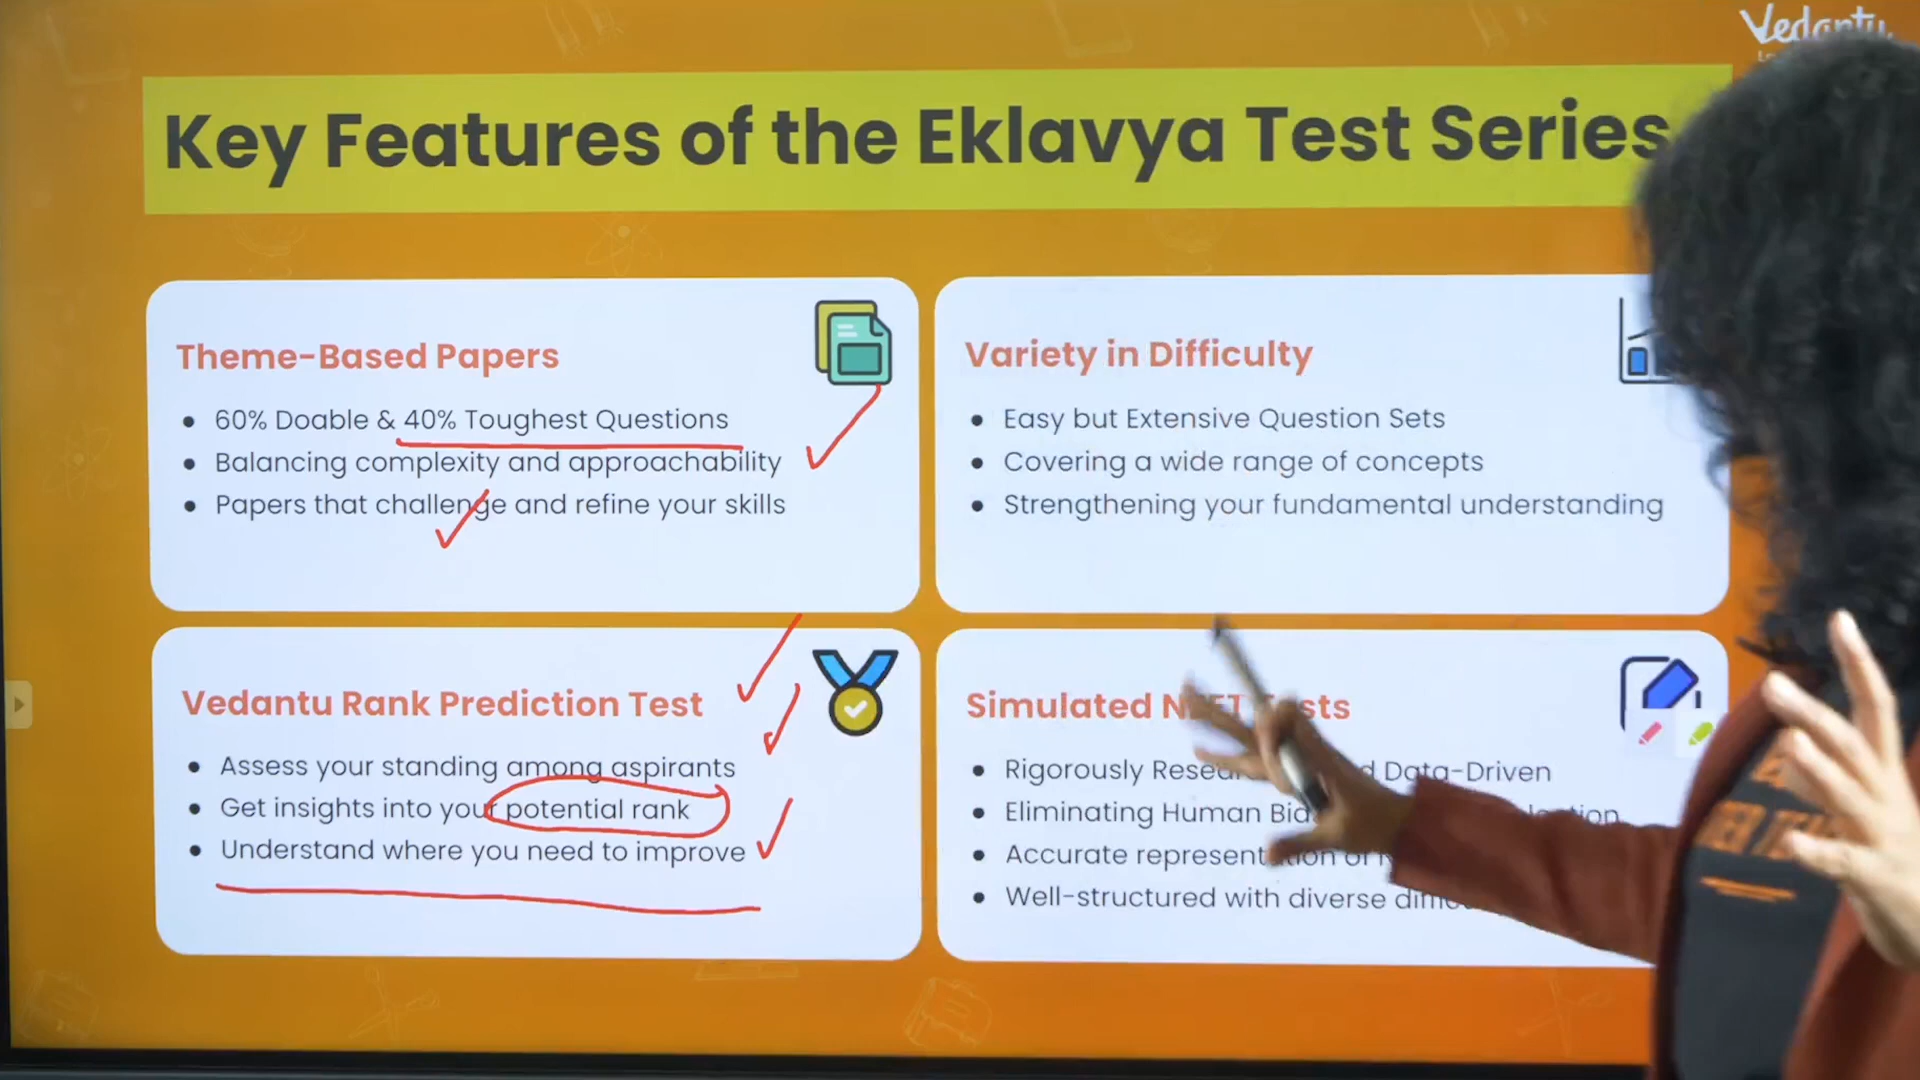 Vedantu
Key Features of the Eklavya Test Series
Theme-Based Papers
60% Doable & 40% Toughest Questions
Balancing complexity and approachability
Papers that challenge and refine your skills
Variety in Difficulty
Easy but Extensive Question Sets
Covering a wide range of concepts
Strengthening your fundamental understanding
Vedantu Rank Prediction Test
Assess your standing among aspirants
Get insights into your potential rank
Understand where you need to improve
Simulated NEET Tests
Rigorously Data-Driven
Eliminating Human
Accurate
Well-structured with diverse